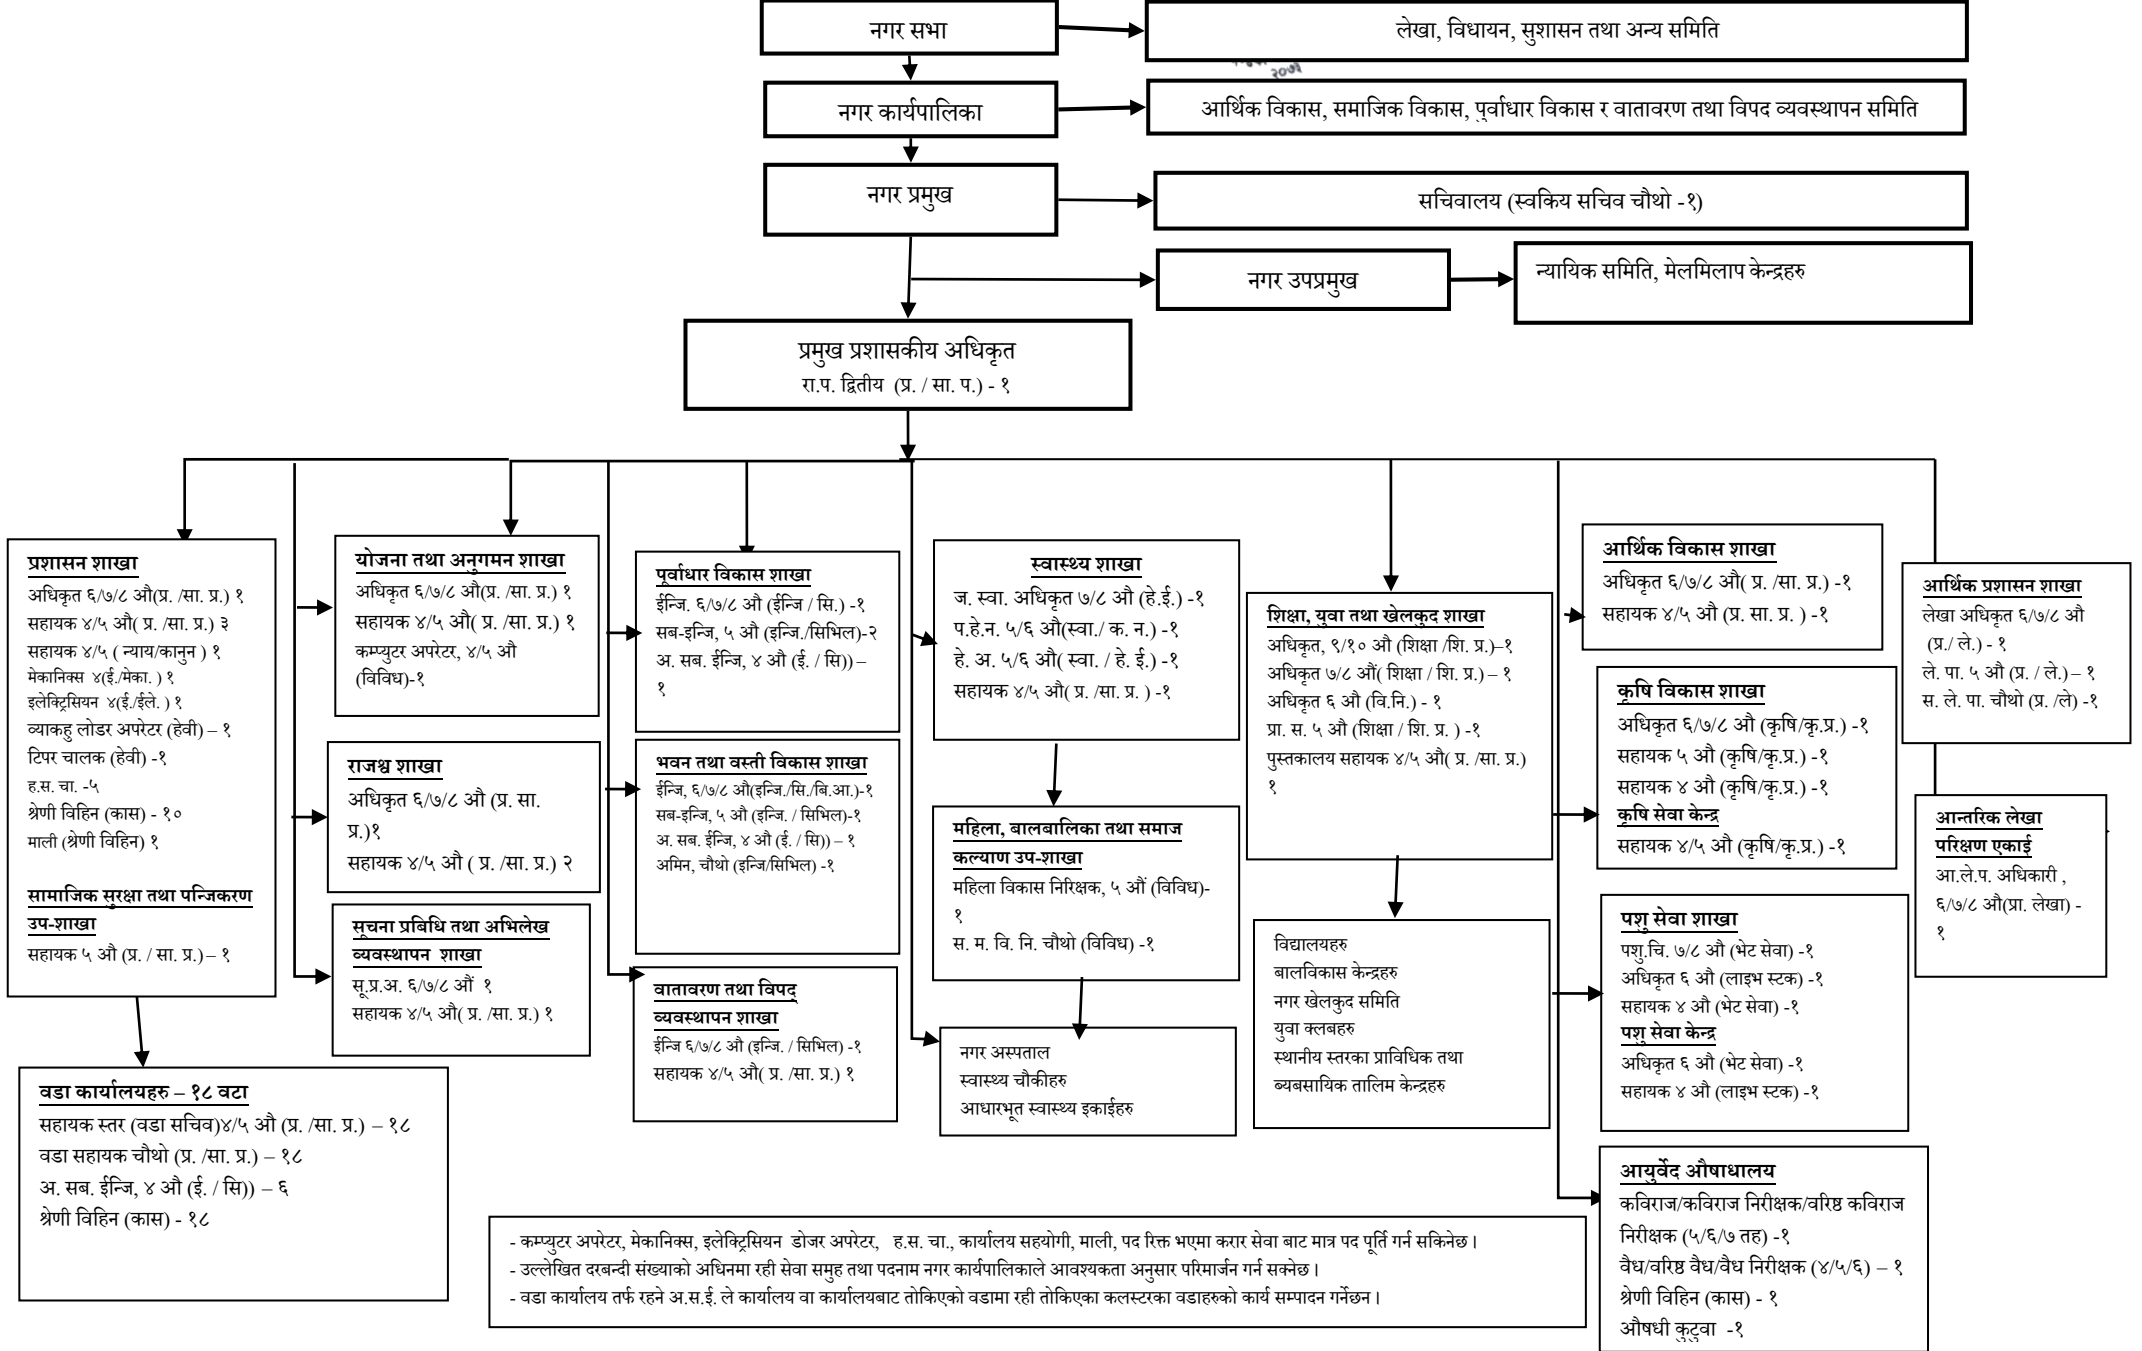 नगर सभा
लेखा, विधायन, सुशासन तथा अन्य समिति
२०७३
नगर कार्यपालिका
आर्थिक विकास, समाजिक विकास, पुर्वाधार विकास र वातावरण तथा विपद व्यवस्थापन समिति
नगर प्रमुख
सचिवालय (स्वकिय सचिव चौथो -१)
नगर उपप्रमुख
न्यायिक समिति, मेलमिलाप केन्द्रहरु
प्रमुख प्रशासकीय अधिकृत
रा.प. द्वितीय (प्र. / सा. प.) - १
प्रशासन शाखा
अधिकृत ६/७/८ औ(प्र. /सा. प्र.) १
सहायक ४/५ औ( प्र. /सा. प्र.) ३
सहायक ४/५ ( न्याय/कानुन ) १
मेकानिक्स ४(ई./मेका. ) १
इलेक्ट्रिसियन ४(ई./ईले. ) १
व्याकहु लोडर अपरेटर (हेवी) – १
टिपर चालक (हेवी) -१
ह.स. चा. -५
श्रेणी विहिन (कास) - १०
माली (श्रेणी विहिन) १
सामाजिक सुरक्षा तथा पन्जिकरण
उप-शाखा
सहायक ५ औ (प्र. / सा. प्र.) – १
वडा कार्यालयहरु – १८ वटा
सहायक स्तर (वडा सचिव)४/५ औ (प्र. /सा. प्र.) – १८
वडा सहायक चौथो (प्र. /सा. प्र.) – १८
अ. सब. ईन्जि, ४ औ (ई. / सि)) – ६
श्रेणी विहिन (कास) - १८
योजना तथा अनुगमन शाखा
अधिकृत ६/७/८ औ(प्र. /सा. प्र.) १
सहायक ४/५ औ( प्र. /सा. प्र.) १
कम्प्युटर अपरेटर, ४/५ औ
(विविध)-१
राजश्व शाखा
अधिकृत ६/७/८ औ (प्र. सा.
प्र.)१
सहायक ४/५ औ ( प्र. /सा. प्र.) २
सूचना प्रबिधि तथा अभिलेख
व्यवस्थापन शाखा
सू.प्र.अ. ६/७/८ औं १
सहायक ४/५ औ( प्र. /सा. प्र.) १
पूर्वाधार विकास शाखा
ईन्जि. ६/७/८ औ (ईन्जि / सि.) -१
सब-इन्जि, ५ औ (इन्जि./सिभिल)-२
अ. सब. ईन्जि, ४ औ (ई. / सि)) –
१
भवन तथा वस्ती विकास शाखा
ईन्जि, ६/७/८ औ(इन्जि./सि./बि.आ.)-१
सब-इन्जि, ५ औ (इन्जि. / सिभिल)-१
अ. सब. ईन्जि, ४ औ (ई. / सि)) – १
अमिन, चौथो (इन्जि/सिभिल) -१
वातावरण तथा विपद्
व्यवस्थापन शाखा
ईन्जि ६/७/८ औ (इन्जि. / सिभिल) -१
सहायक ४/५ औ( प्र. /सा. प्र.) १
स्वास्थ्य शाखा
ज. स्वा. अधिकृत ७/८ औ (हे.ई.) -१
प.हे.न. ५/६ औ(स्वा./ क. न.) -१
हे. अ. ५/६ औ( स्वा. / हे. ई.) -१
सहायक ४/५ औ( प्र. /सा. प्र. ) -१
महिला, बालबालिका तथा समाज
कल्याण उप-शाखा
महिला विकास निरिक्षक, ५ औं (विविध)-
१
स. म. वि. नि. चौथो (विविध) -१
नगर अस्पताल
स्वास्थ्य चौकीहरु
आधारभूत स्वास्थ्य इकाईहरु
शिक्षा, युवा तथा खेलकुद शाखा
अधिकृत, ९/१० औ (शिक्षा /शि. प्र.)–१
अधिकृत ७/८ औं( शिक्षा / शि. प्र.) – १
अधिकृत ६ औ (वि.नि.) - १
प्रा. स. ५ औ (शिक्षा / शि. प्र. ) -१
पुस्तकालय सहायक ४/५ औ( प्र. /सा. प्र.)
१
विद्यालयहरु
बालविकास केन्द्रहरु
नगर खेलकुद समिति
युवा क्लबहरु
स्थानीय स्तरका प्राविधिक तथा
ब्यबसायिक तालिम केन्द्रहरु
आर्थिक विकास शाखा
अधिकृत ६/७/८ औ( प्र. /सा. प्र.) -१
सहायक ४/५ औ (प्र. सा. प्र. ) -१
कृषि विकास शाखा
अधिकृत ६/७/८ औ (कृषि/कृ.प्र.) -१
सहायक ५ औ (कृषि/कृ.प्र.) -१
सहायक ४ औ (कृषि/कृ.प्र.) -१
कृषि सेवा केन्द्र
सहायक ४/५ औ (कृषि/कृ.प्र.) -१
पशु सेवा शाखा
पशु.चि. ७/८ औ (भेट सेवा) -१
अधिकृत ६ औ (लाइभ स्टक) -१
सहायक ४ औ (भेट सेवा) -१
पशु सेवा केन्द्र
अधिकृत ६ औ (भेट सेवा) -१
सहायक ४ औ (लाइभ स्टक) -१
आयुर्वेद औषाधालय
कविराज/कविराज निरीक्षक/वरिष्ठ कविराज
निरीक्षक (५/६/७ तह) -१
वैध/वरिष्ठ वैध/वैध निरीक्षक (४/५/६) – १
श्रेणी विहिन (कास) - १
औषधी कुटुवा -१
आर्थिक प्रशासन शाखा
लेखा अधिकृत ६/७/८ औ
(प्र./ ले.) - १
ले. पा. ५ औ (प्र. / ले.) – १
स. ले. पा. चौथो (प्र. /ले) -१
आन्तरिक लेखा
परिक्षण एकाई
आ.ले.प. अधिकारी ,
६/७/८ औ(प्रा. लेखा) -
१
- कम्प्युटर अपरेटर, मेकानिक्स, इलेक्ट्रिसियन डोजर अपरेटर, ह.स. चा., कार्यालय सहयोगी, माली, पद रिक्त भएमा करार सेवा बाट मात्र पद पूर्ति गर्न सकिनेछ।
- उल्लेखित दरबन्दी संख्याको अधिनमा रही सेवा समुह तथा पदनाम नगर कार्यपालिकाले आवश्यकता अनुसार परिमार्जन गर्न सक्नेछ।
- वडा कार्यालय तर्फ रहने अ.स.ई. ले कार्यालय वा कार्यालयबाट तोकिएको वडामा रही तोकिएका कलस्टरका वडाहरुको कार्य सम्पादन गर्नेछन।